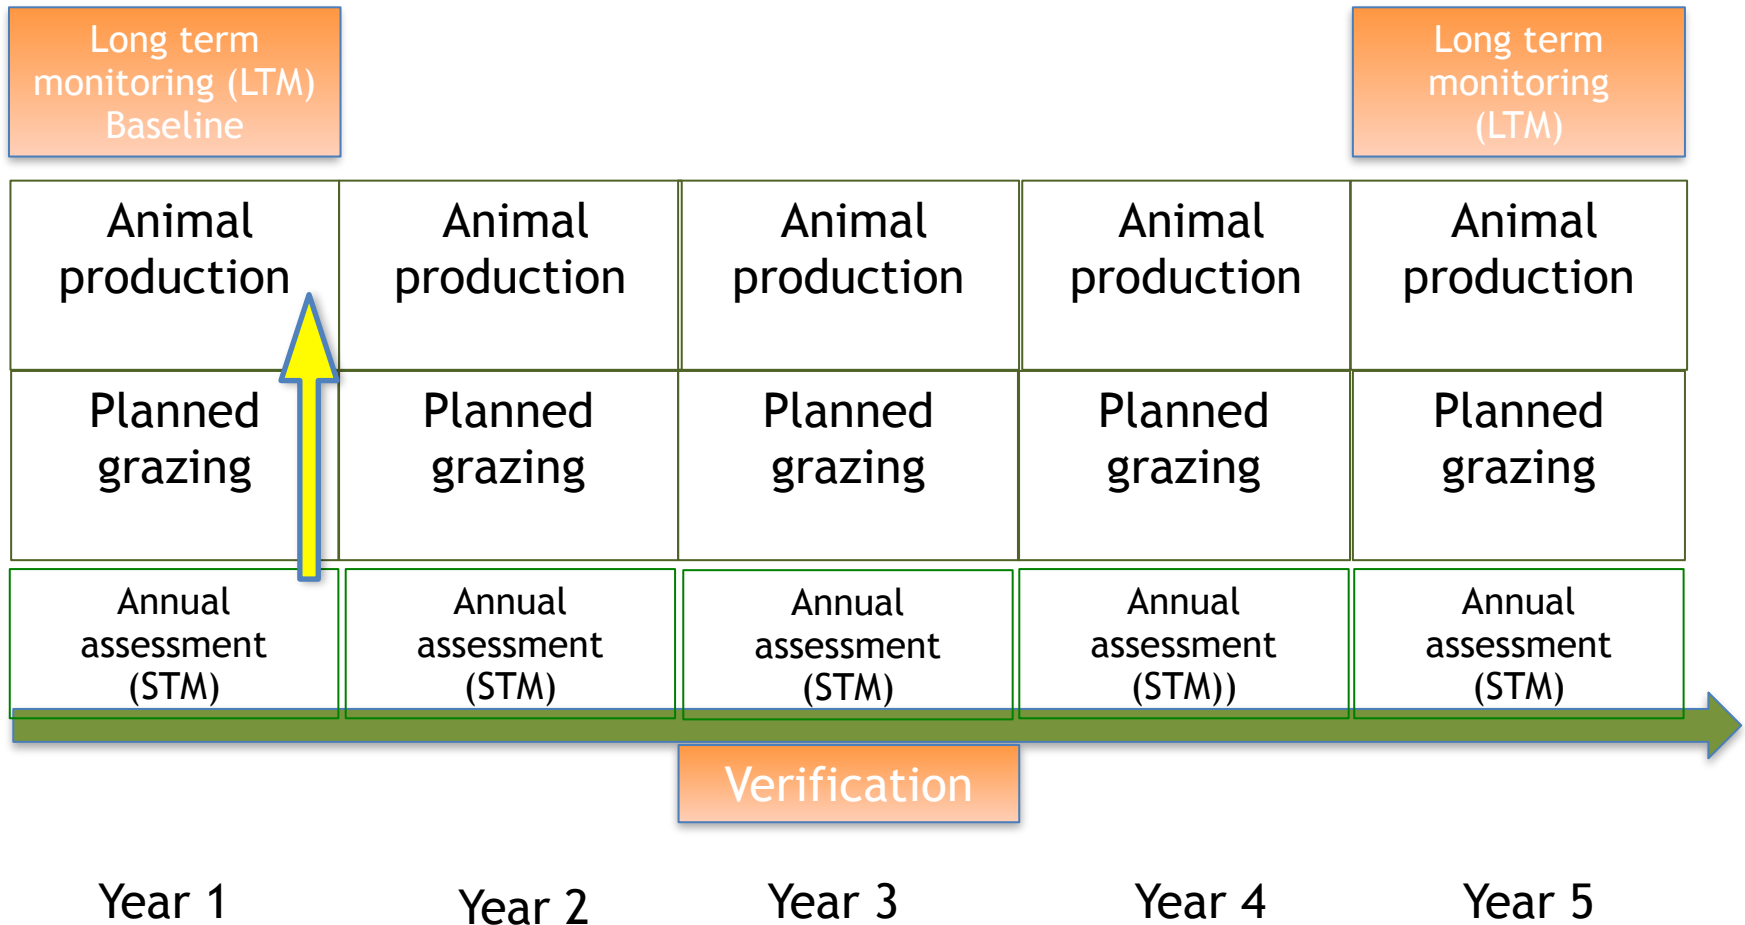 Long term
monitoring (LTM)
Baseline
Long term
monitoring
(LTM)
Animal
production
Animal
production
Animal
production
Animal
production
Animal
production
Planned
grazing
Planned
grazing
Planned
grazing
Planned
grazing
Planned
grazing
Annual
assessment
(STM)
Annual
assessment
(STM)
Annual
assessment
(STM)
Annual
assessment
(STM))
Annual
assessment
(STM)
Verification
Year 1
Year 2
Year 3
Year 4
Year 5